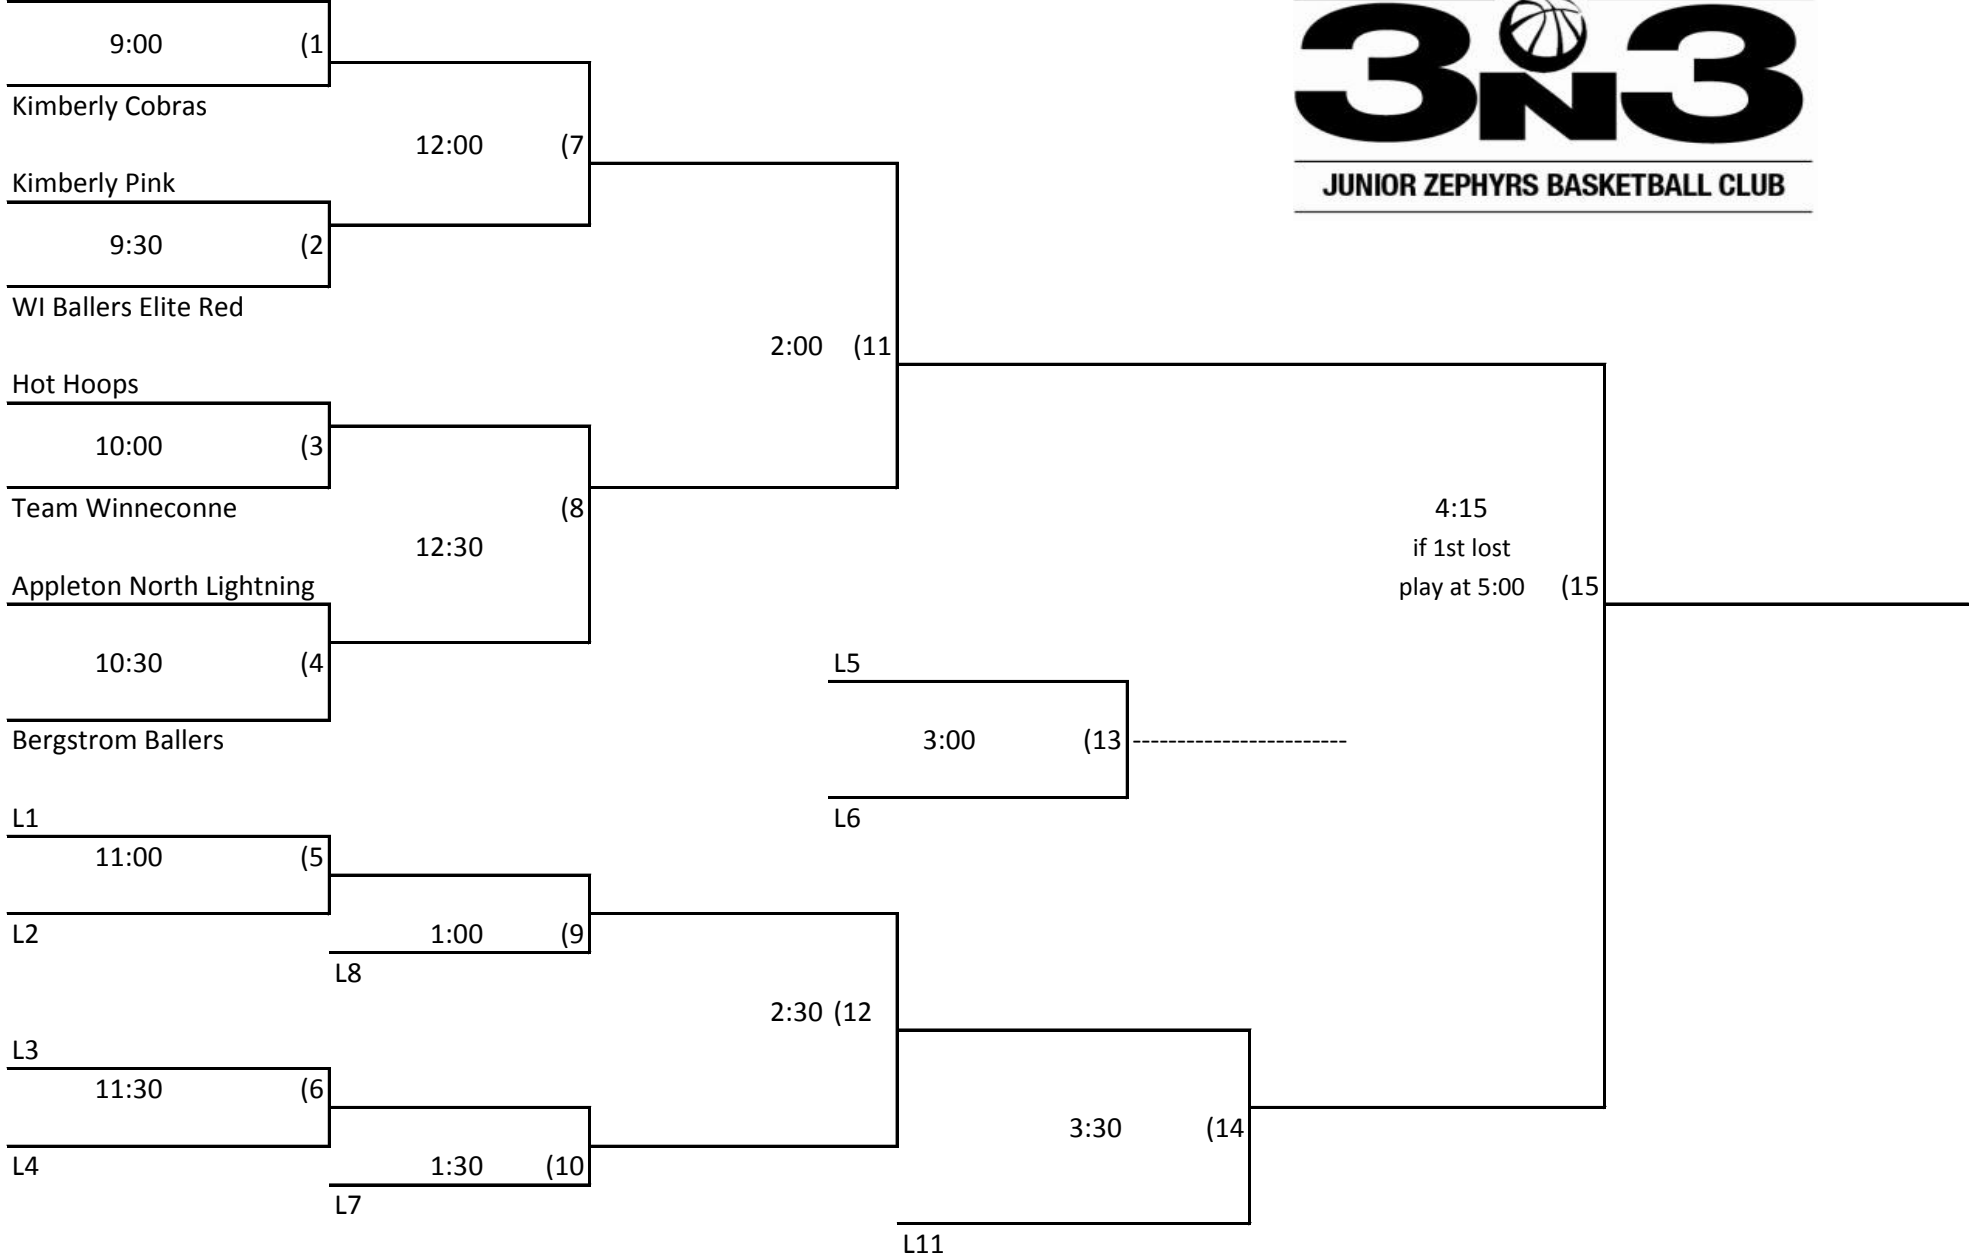 3 N 3
JUNIOR ZEPHYRS BASKETBALL CLUB
9:00 (1
Kimberly Cobras
12:00 (7
Kimberly Pink
9:30 (2
WI Ballers Elite Red
2:00 (11
Hot Hoops
10:00 (3
Team Winneconne
(8
12:30
4:15
if 1st lost
play at 5:00 (15
Appleton North Lightning
10:30 (4
Bergstrom Ballers
L5
3:00 (13 ------------------------
L6
L1
11:00 (5
L2
1:00 (9
L8
2:30 (12
L3
11:30 (6
L4
1:30 (10
L7
3:30 (14
L11